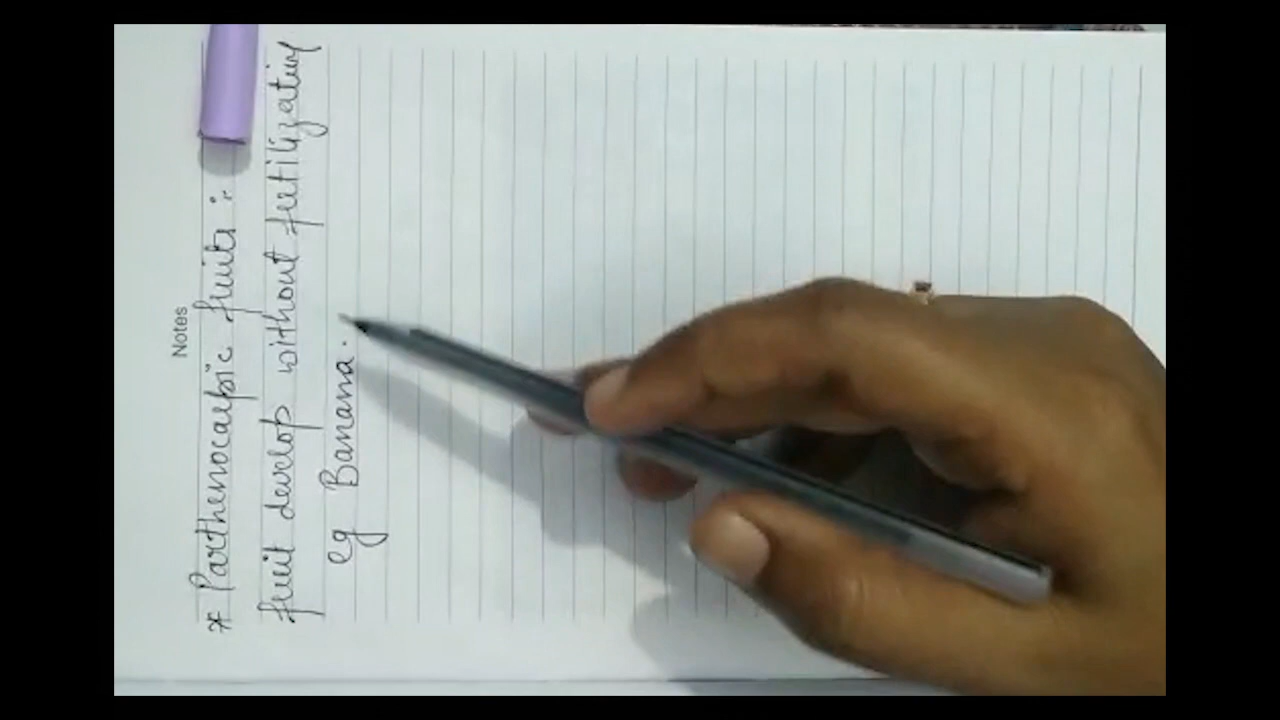 Notes
* Parthenocarpic fruits :-
fruit develop without fertilization
eg Banana.